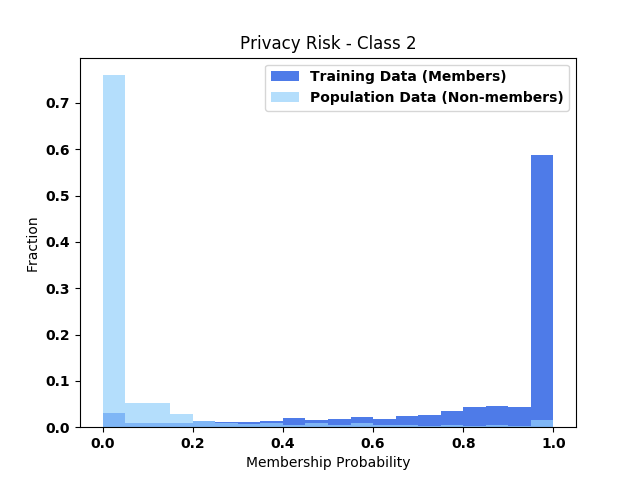 Privacy Risk - Class 2
Training Data (Members)
Population Data (Non-members)
Fraction
0.7
0.6
0.5
0.4
0.3
0.2
0.1
0.0
0.0 0.2 0.4 0.6 0.8 1.0
Membership Probability